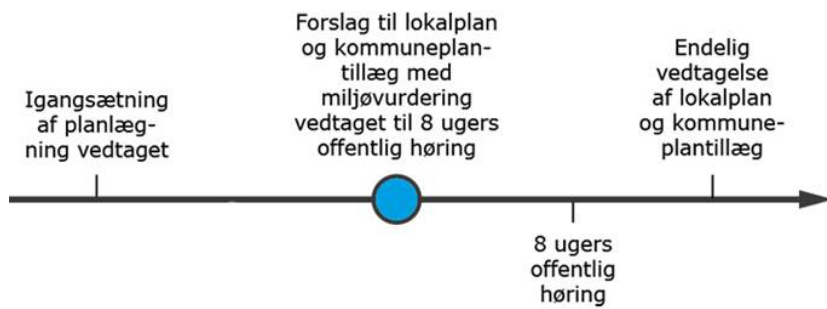 Igangsætning
af planlæg-
ning vedtaget
Forslag til lokalplan
og kommuneplan-
tillæg med
miljøvurdering
vedtaget til 8 ugers
offentlig høring
8 ugers
offentlig
høring
Endelig
vedtagelse
af lokalplan
og kommune-
plantillæg